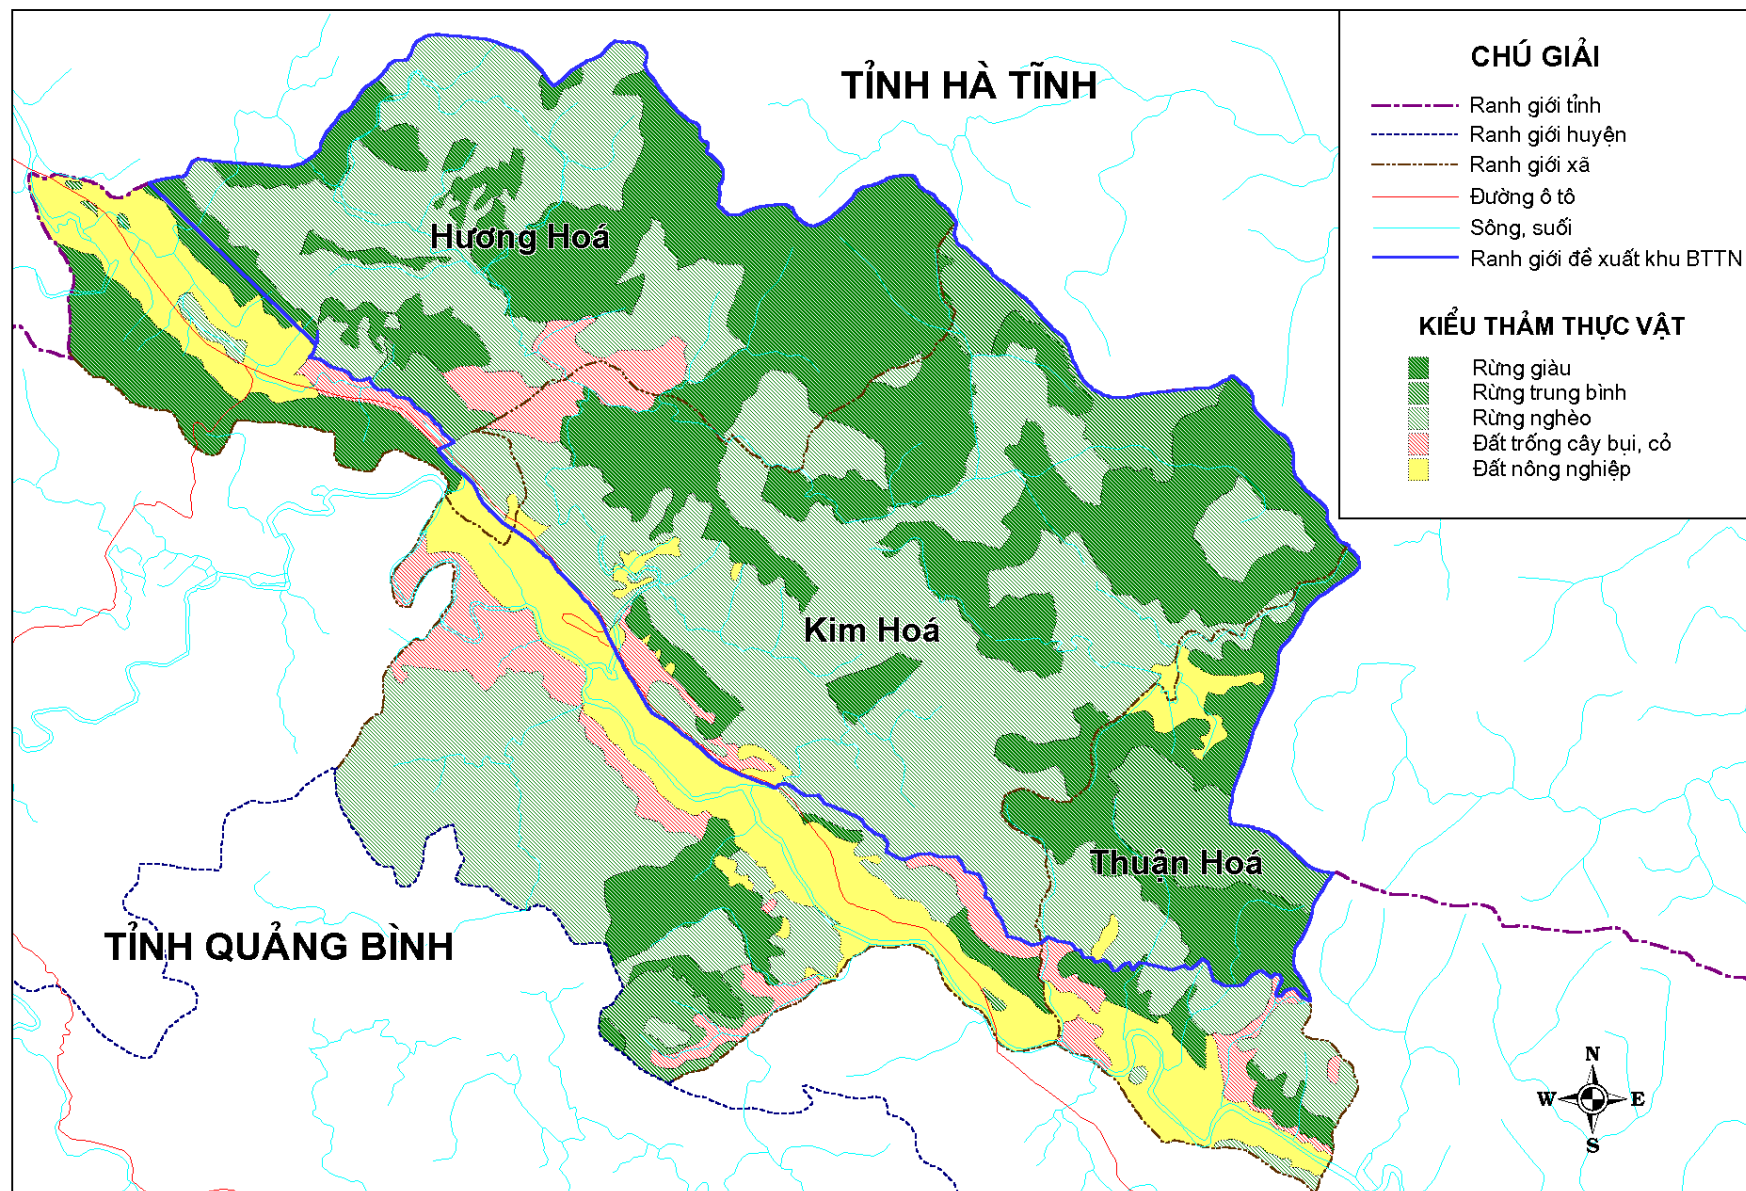 TỈNH HÀ TĨNH
CHÚ GIẢI
Ranh giới tỉnh
Ranh giới huyện
Ranh giới xã
Đường ô tô
Sông, suối
Ranh giới đề xuất khu BTTN
KIỂU THẢM THỰC VẬT
Rừng giàu
Rừng trung bình
Rừng nghèo
Đất trống cây bụi, cỏ
Đất nông nghiệp
Hương Hoá
Kim Hoá
Thuận Hoá
TỈNH QUẢNG BÌNH
N
W E
S